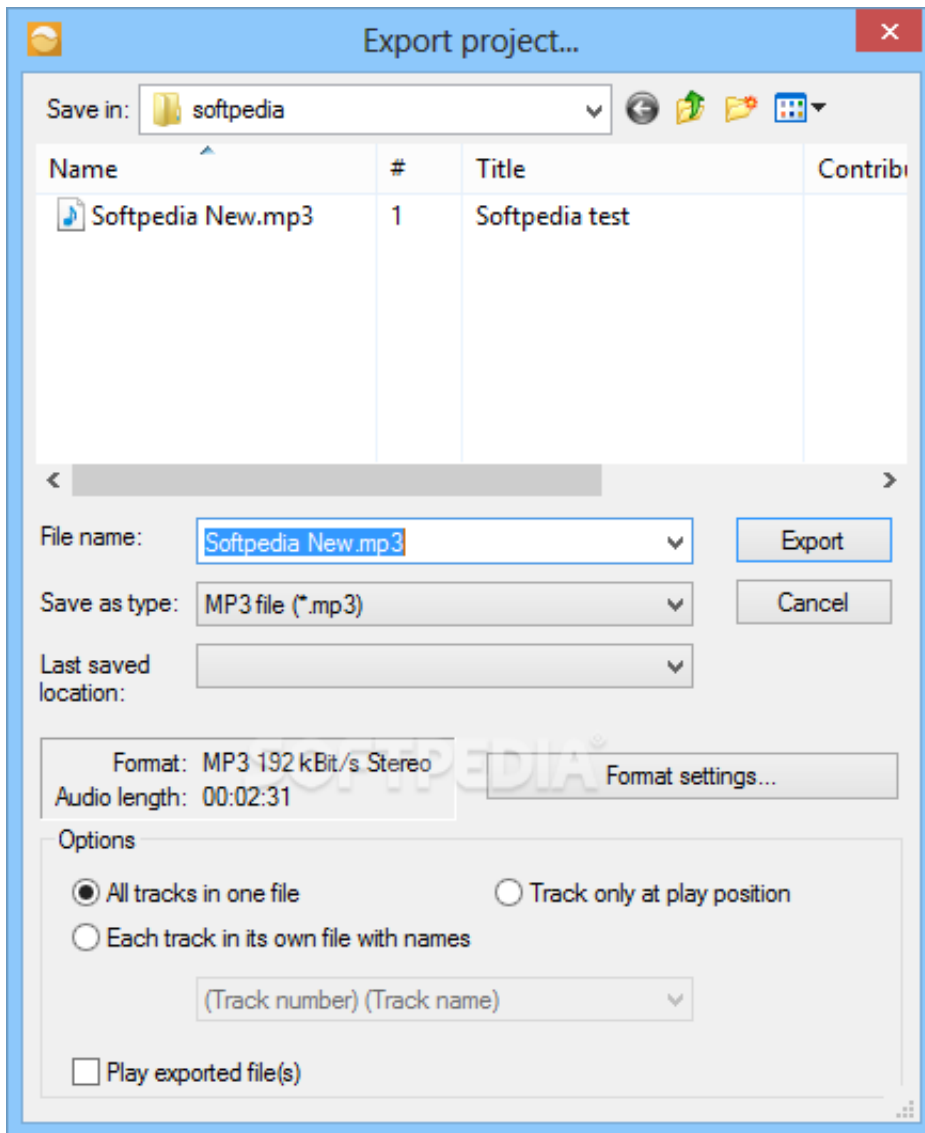 Export project...
Save in: softpedia
Name # Title Contribu
Softpedia New.mp3 1 Softpedia test
File name: Softpedia New.mp3 Export
Save as type: MP3 file (*.mp3) Cancel
Last saved
location:
SOFTPEDIA®
Format: MP3 192 kBit/s Stereo
Format settings...
Audio length: 00:02:31
Options
All tracks in one file Track only at play position
Each track in its own file with names
(Track number) (Track name)
Play exported file(s)